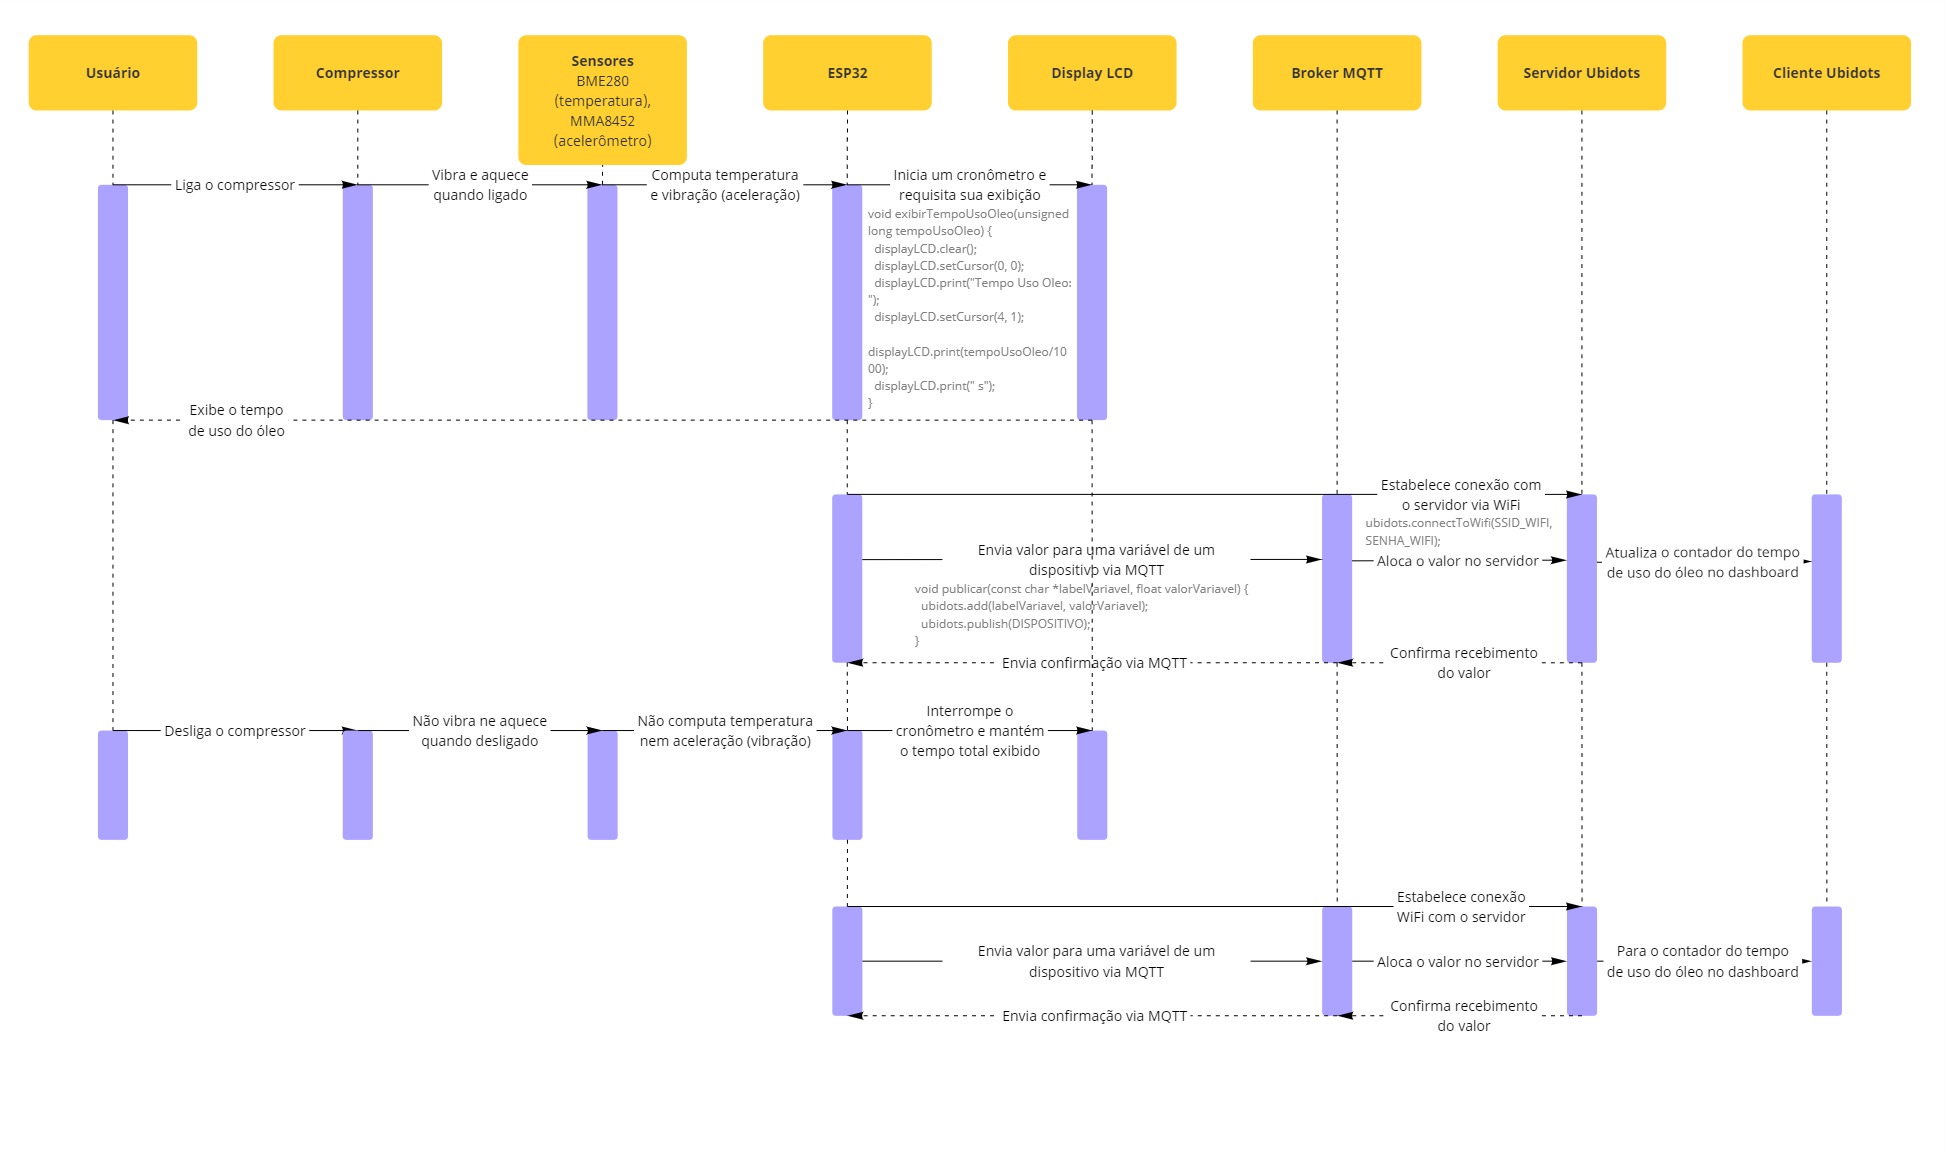 Usuário
Compressor
Sensores
BME280
(temperatura),
MMA8452
(acelerômetro)
ESP32
Display LCD
Broker MQTT
Servidor Ubidots
Cliente Ubidots
Liga o compressor
Vibra e aquece
quando ligado
Computa temperatura
e vibração (aceleração)
Inicia um cronômetro e
requisita sua exibição
void exibirTempoUsoOleo(unsigned
long tempoUsoOleo) {
displayLCD.clear();
displayLCD.setCursor(0, 0);
displayLCD.print("Tempo Uso Oleo:
");
displayLCD.setCursor(4, 1);
displayLCD.print(tempoUsoOleo/10
00);
displayLCD.print(" s");
}
Exibe o tempo
de uso do óleo
Estabelece conexão com
o servidor via WiFi
ubidots.connectToWifi(SSID_WIFI,
SENHA_WIFI);
Envia valor para uma variável de um
dispositivo via MQTT
void publicar(const char *labelVariavel, float valorVariavel) {
ubidots.add(labelVariavel, valorVariavel);
ubidots.publish(DISPOSITIVO);
}
Aloca o valor no servidor
Atualiza o contador do tempo
de uso do óleo no dashboard
Envia confirmação via MQTT
Confirma recebimento
do valor
Desliga o compressor
Não vibra ne aquece
quando desligado
Não computa temperatura
nem aceleração (vibração)
Interrompe o
cronômetro e mantém
o tempo total exibido
Estabelece conexão
WiFi com o servidor
Envia valor para uma variável de um
dispositivo via MQTT
Aloca o valor no servidor
Para o contador do tempo
de uso do óleo no dashboard
Envia confirmação via MQTT
Confirma recebimento
do valor